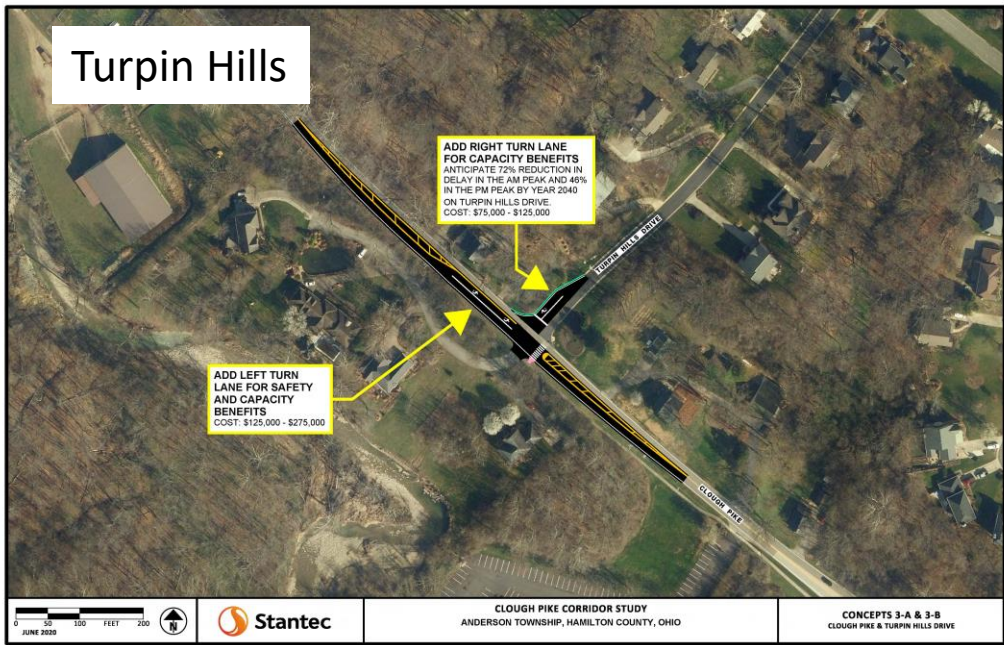 Turpin Hills
ADD RIGHT TURN LANE
FOR CAPACITY BENEFITS
ANTICIPATE 72% REDUCTION IN
DELAY IN THE AM PEAK AND 46%
IN THE PM PEAK BY YEAR 2040
ON TURPIN HILLS DRIVE.
COST: $75,000 - $125,000
TURPIN HILLS DRIVE
ADD LEFT TURN
LANE FOR SAFETY
AND CAPACITY
BENEFITS
COST: $125,000 - $275,000
CLOUGH PIKE
0 50 100 FEET 200
JUNE 2020
N
Stantec
CLOUGH PIKE CORRIDOR STUDY
ANDERSON TOWNSHIP, HAMILTON COUNTY, OHIO
CONCEPTS 3-A & 3-B
CLOUGH PIKE & TURPIN HILLS DRIVE